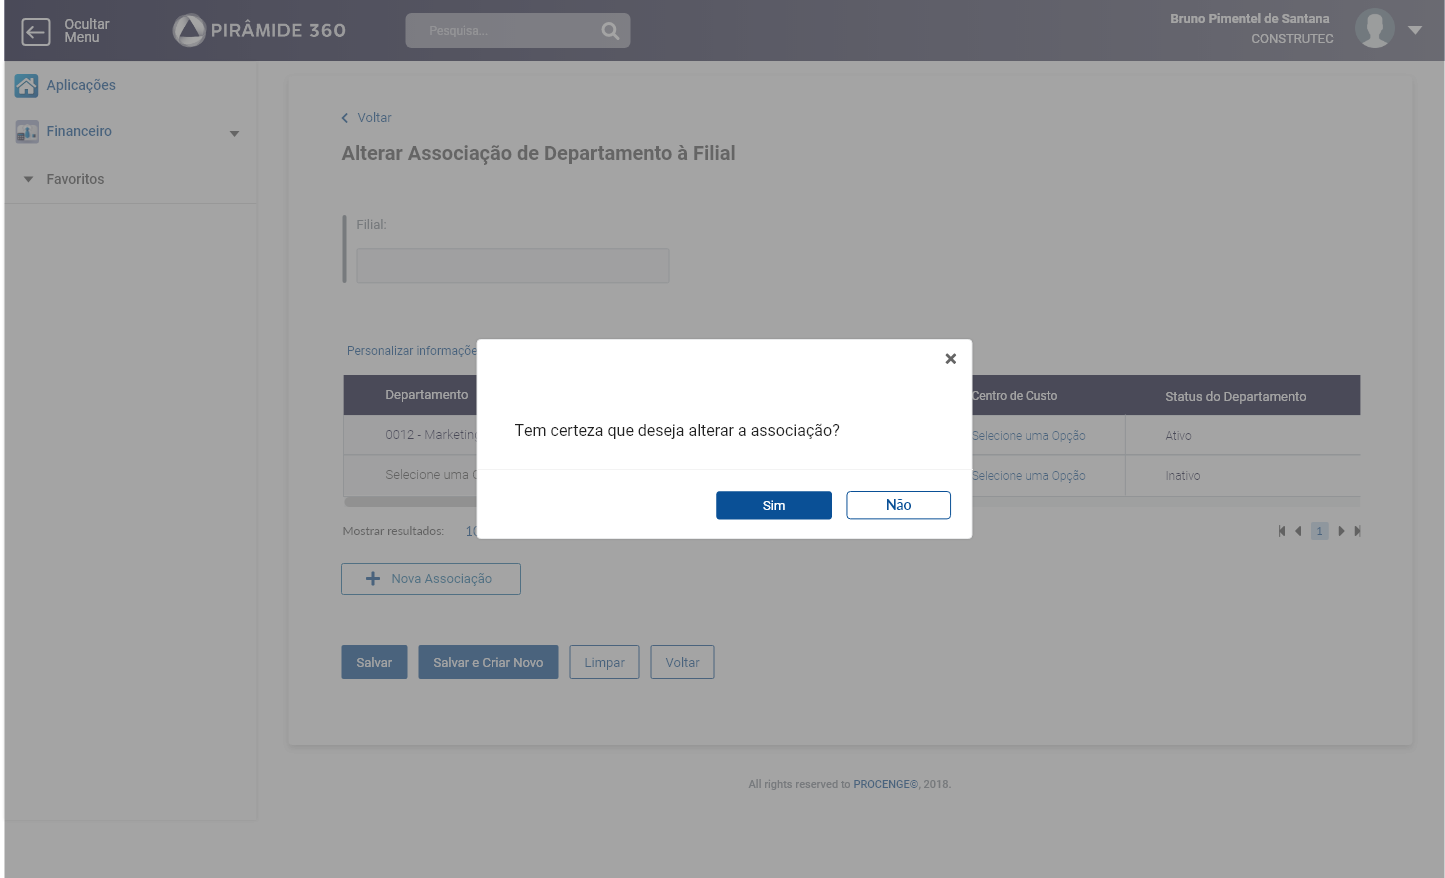 Ocultar
Menu
PIRÂMIDE 360
Pesquisa...
Bruno Pimentel de Santana
CONSTRUTEC
Aplicações
Financeiro
Favoritos
Voltar
Alterar Associação de Departamento à Filial
Filial:
Personalizar informaçõe
Departamento
Centro de Custo
Status do Departamento
0012 - Marketing
Selecione uma Opção
Ativo
Selecione uma
Selecione uma Opção
Inativo
Tem certeza que deseja alterar a associação?
Sim
Não
Mostrar resultados:
10
1
Nova Associação
Salvar
Salvar e Criar Novo
Limpar
Voltar
All rights reserved to PROCENGE©, 2018.